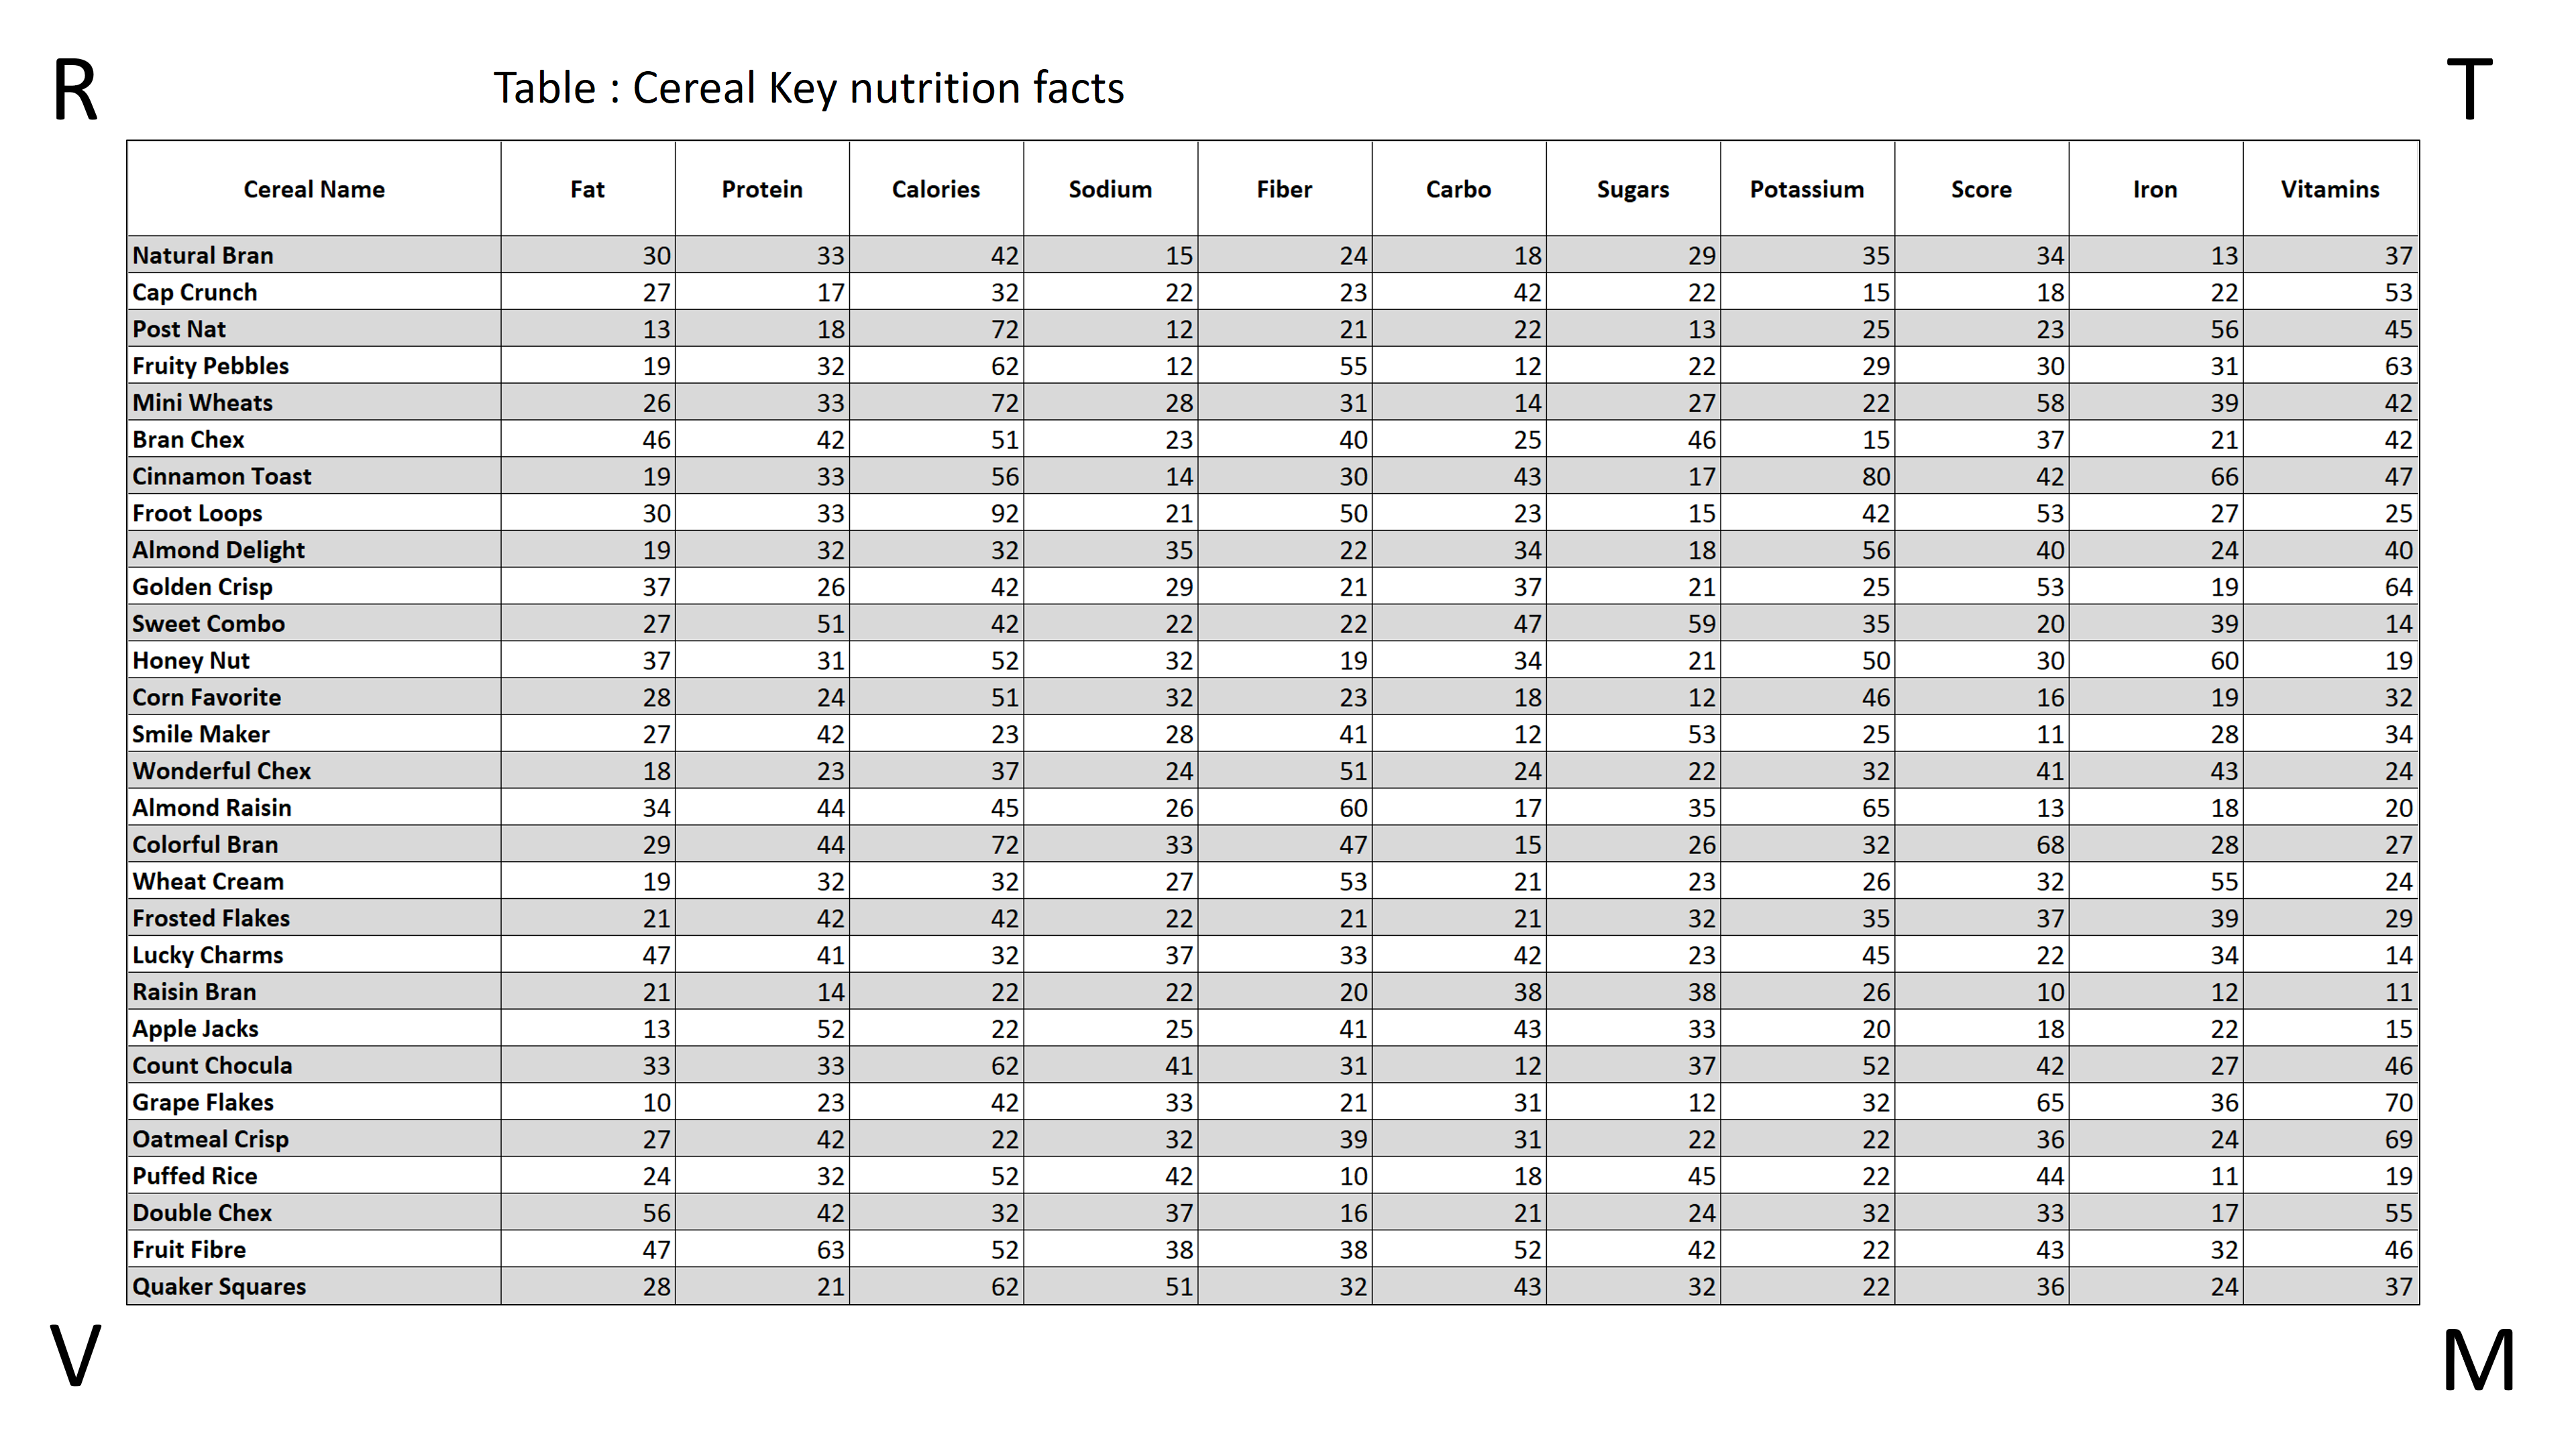 R Table : Cereal Key nutrition facts T
Cereal Name Fat Protein Calories Sodium Fiber Carbo Sugars Potassium Score Iron Vitamins
Natural Bran 30 33 42 15 24 18 29 35 34 13 37
Cap Crunch 27 17 32 22 23 42 22 15 18 22 53
Post Nat 13 18 72 12 21 22 13 25 23 56 45
Fruity Pebbles 19 32 62 12 55 12 22 29 30 31 63
Mini Wheats 26 33 72 28 31 14 27 22 58 39 42
Bran Chex 46 42 51 23 40 25 46 15 37 21 42
Cinnamon Toast 19 33 56 14 30 43 17 80 42 66 47
Froot Loops 30 33 92 21 50 23 15 42 53 27 25
Almond Delight 19 32 32 35 22 34 18 56 40 24 40
Golden Crisp 37 26 42 29 21 37 21 25 53 19 64
Sweet Combo 27 51 42 22 22 47 59 35 20 39 14
Honey Nut 37 31 52 32 19 34 21 50 30 60 19
Corn Favorite 28 24 51 32 23 18 12 46 16 19 32
Smile Maker 27 42 23 28 41 12 53 25 11 28 34
Wonderful Chex 18 23 37 24 51 24 22 32 41 43 24
Almond Raisin 34 44 45 26 60 17 35 65 13 18 20
Colorful Bran 29 44 72 33 47 15 26 32 68 28 27
Wheat Cream 19 32 32 27 53 21 23 26 32 55 24
Frosted Flakes 21 42 42 22 21 21 32 35 37 39 29
Lucky Charms 47 41 32 37 33 42 23 45 22 34 14
Raisin Bran 21 14 22 22 20 38 38 26 10 12 11
Apple Jacks 13 52 22 25 41 43 33 20 18 22 15
Count Chocula 33 33 62 41 31 12 37 52 42 27 46
Grape Flakes 10 23 42 33 21 31 12 32 65 36 70
Oatmeal Crisp 27 42 22 32 39 31 22 22 36 24 69
Puffed Rice 24 32 52 42 10 18 45 22 44 11 19
Double Chex 56 42 32 37 16 21 24 32 33 17 55
Fruit Fibre 47 63 52 38 38 52 42 22 43 32 46
Quaker Squares 28 21 62 51 32 43 32 22 36 24 37
V M